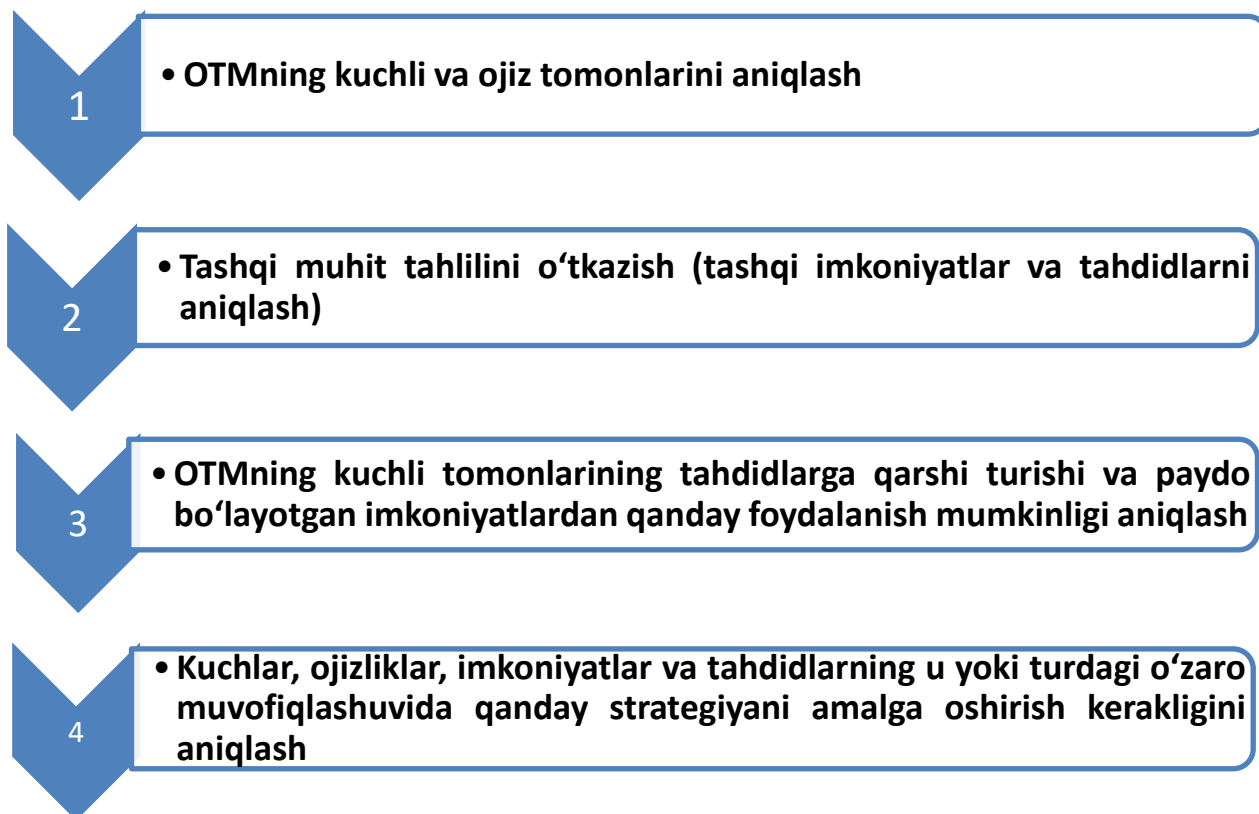 1
• OTMning kuchli va ojiz tomonlarini aniqlash
2
• Tashqi muhit tahlilini o‘tkazish (tashqi imkoniyatlar va tahdidlarni
aniqlash)
3
• OTMning kuchli tomonlarining tahdidlarga qarshi turishi va paydo
bo‘layotgan imkoniyatlardan qanday foydalanish mumkinligi aniqlash
4
• Kuchlar, ojizliklar, imkoniyatlar va tahdidlarning u yoki turdagi o‘zaro
muvofiqlashuvida qanday strategiyani amalga oshirish kerakligini
aniqlash